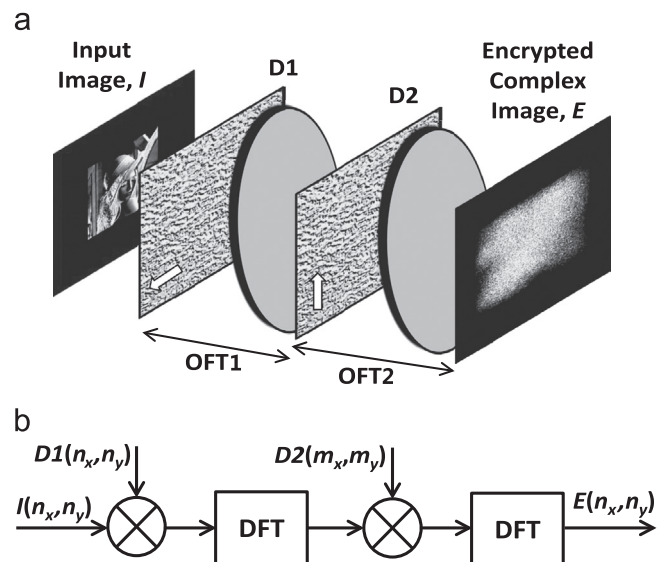 a
Input
Image, I
D1
D2
Encrypted
Complex
Image, E
OFT1
OFT2
b
D1(nx,ny)
D2(mx,my)
I(nx,ny)
DFT
DFT
E(nx,ny)